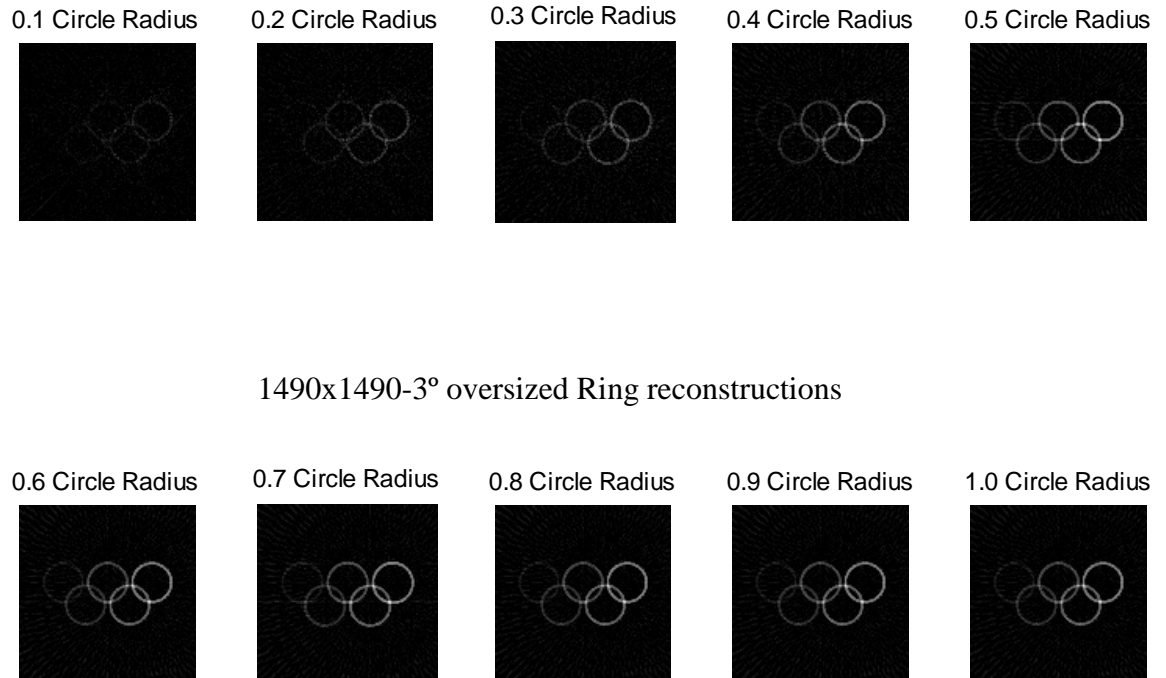 0.1 Circle Radius 0.2 Circle Radius 0.3 Circle Radius 0.4 Circle Radius 0.5 Circle Radius
1490x1490-3º oversized Ring reconstructions
0.6 Circle Radius 0.7 Circle Radius 0.8 Circle Radius 0.9 Circle Radius 1.0 Circle Radius